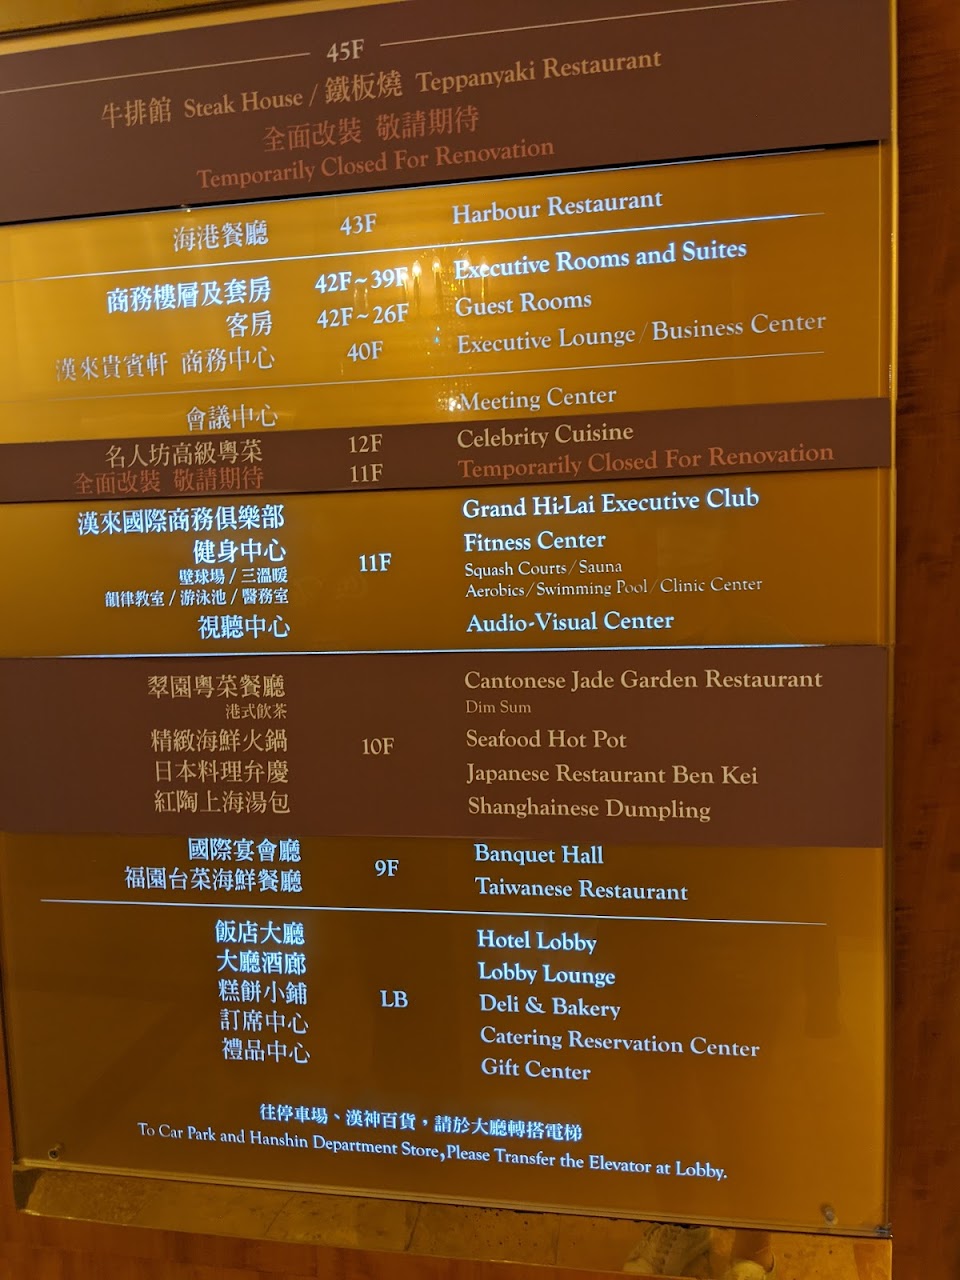 45F
牛排館 Steak House / 鐵板燒 Teppanyaki Restaurant
全面改裝 敬請期待
Temporarily Closed For Renovation
海港餐廳 43F Harbour Restaurant
商務樓層及套房 42F~39F Executive Rooms and Suites
客房 42F~26F Guest Rooms
漢來貴賓軒 商務中心 40F Executive Lounge / Business Center
會議中心 Meeting Center
名人坊高級粵菜 12F Celebrity Cuisine
全面改裝 敬請期待 11F Temporarily Closed For Renovation
漢來國際商務俱樂部 Grand Hi-Lai Executive Club
健身中心 11F Fitness Center
壁球場 / 三溫暖 Squash Courts / Sauna
韻律教室 / 游泳池 / 醫務室 Aerobics / Swimming Pool / Clinic Center
視聽中心 Audio-Visual Center
翠園粵菜餐廳 Cantonese Jade Garden Restaurant
港式飲茶 Dim Sum
精緻海鮮火鍋 10F Seafood Hot Pot
日本料理弁慶 Japanese Restaurant Ben Kei
紅陶上海湯包 Shanghainese Dumpling
國際宴會廳 9F Banquet Hall
福園台菜海鮮餐廳 Taiwanese Restaurant
飯店大廳 Hotel Lobby
大廳酒廊 Lobby Lounge
糕餅小鋪 LB Deli & Bakery
訂席中心 Catering Reservation Center
禮品中心 Gift Center
往停車場、漢神百貨，請於大廳轉搭電梯
To Car Park and Hanshin Department Store,Please Transfer the Elevator at Lobby.